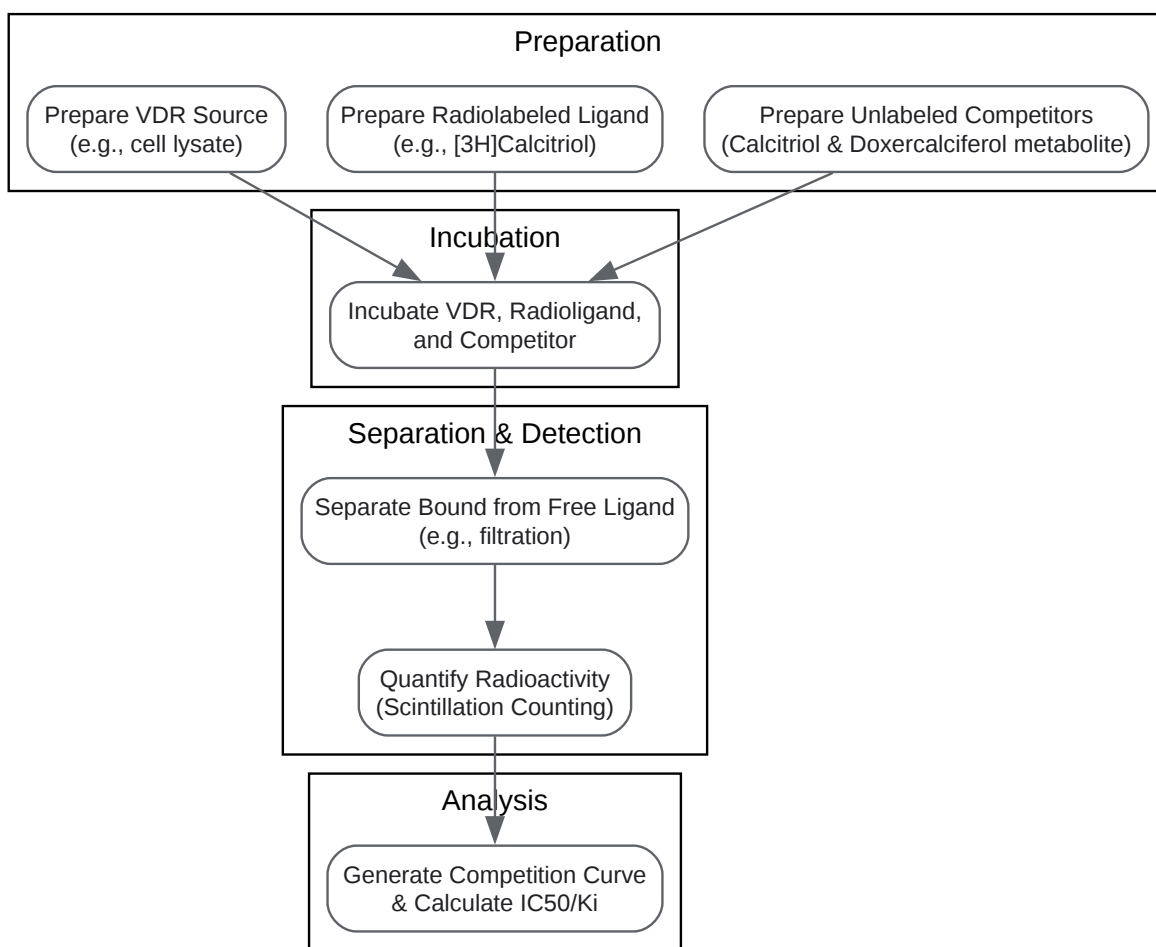 Preparation
Prepare VDR Source
(e.g., cell lysate)
Prepare Radiolabeled Ligand
(e.g., [3H]Calcitriol)
Prepare Unlabeled Competitors
(Calcitriol & Doxercalciferol metabolite)
Incubation
Incubate VDR, Radioligand,
and Competitor
Separation & Detection
Separate Bound from Free Ligand
(e.g., filtration)
Quantify Radioactivity
(Scintillation Counting)
Analysis
Generate Competition Curve
& Calculate IC50/Ki